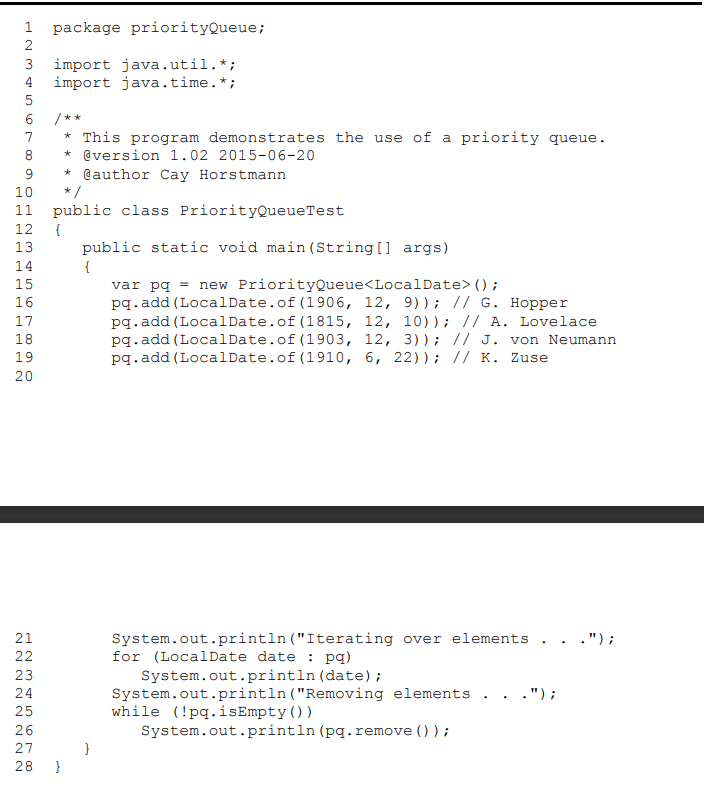 1 package priorityQueue;
2
3 import java.util.*;
4 import java.time.*;
5
6 /**
7  * This program demonstrates the use of a priority queue.
8  * @version 1.02 2015-06-20
9  * @author Cay Horstmann
10  */
11 public class PriorityQueueTest
12 {
13    public static void main(String[] args)
14    {
15       var pq = new PriorityQueue<LocalDate>();
16       pq.add(LocalDate.of(1906, 12, 9)); // G. Hopper
17       pq.add(LocalDate.of(1815, 12, 10)); // A. Lovelace
18       pq.add(LocalDate.of(1903, 12, 3)); // J. von Neumann
19       pq.add(LocalDate.of(1910, 6, 22)); // K. Zuse
20
21       System.out.println("Iterating over elements . . .");
22       for (LocalDate date : pq)
23          System.out.println(date);
24       System.out.println("Removing elements . . .");
25       while (!pq.isEmpty())
26          System.out.println(pq.remove());
27    }
28 }